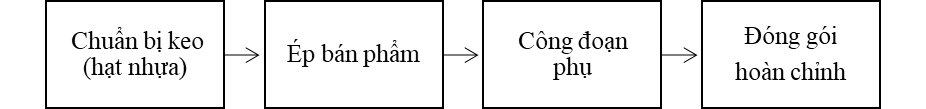 Chuẩn bị keo
(hạt nhựa)
Ép bán phẩm
Công đoạn
phụ
Đóng gói
hoàn chỉnh